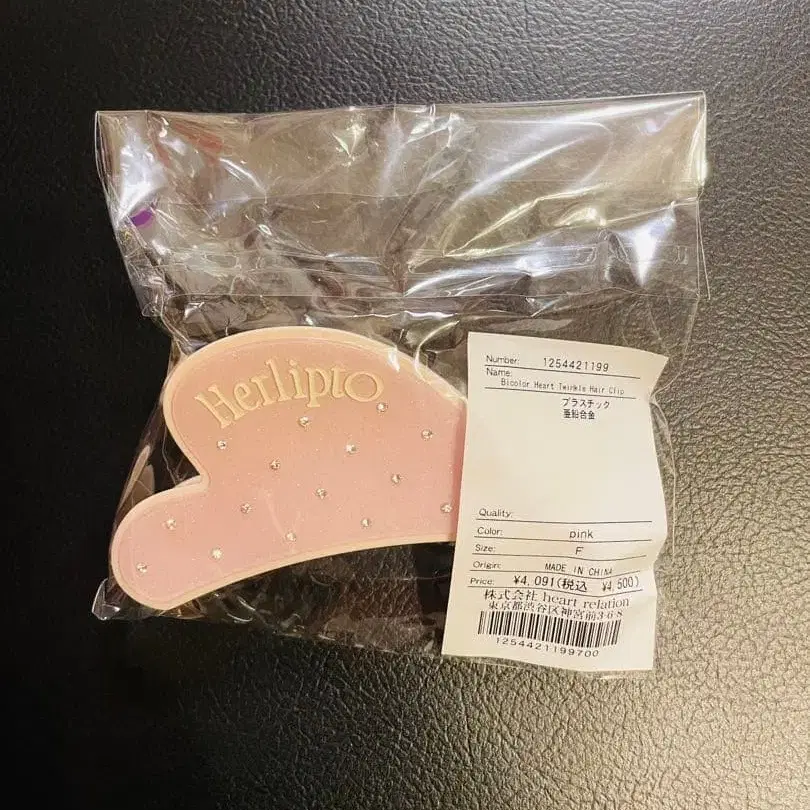 Herlipto
Number: 1254421199
Name:
Bicolor Heart Twinkle Hair Clip
プラスチック
亜鉛合金
Quality:
Color: pink
Size: F
Origin: MADE IN CHINA
Price: ¥4,091(税込 ¥4,500)
株式会社 heart relation
東京都渋谷区神宮前3-6-8
1254421199700